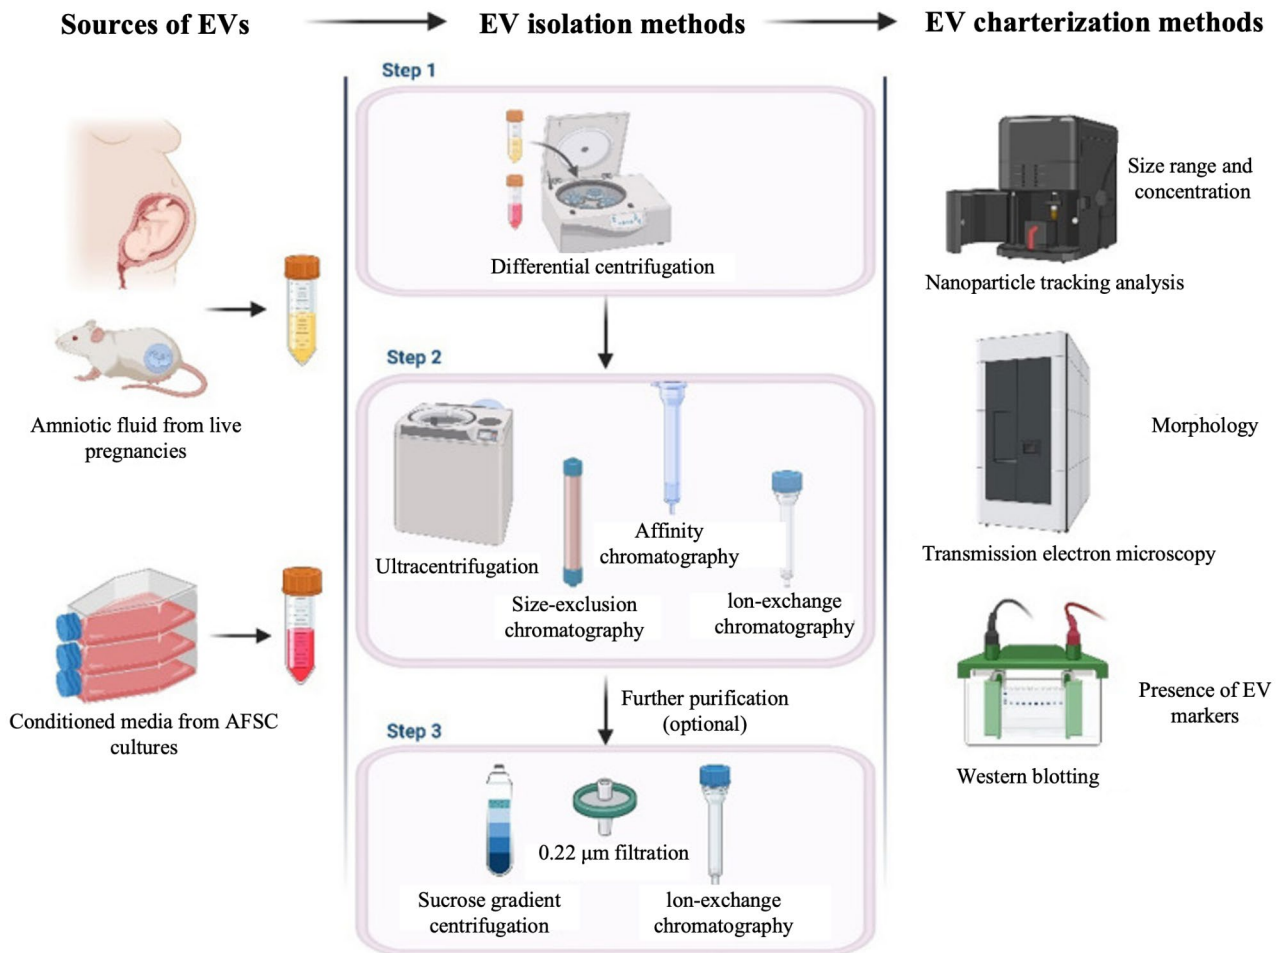 Sources of EVs
EV isolation methods
EV charterization methods
Amniotic fluid from live
pregnancies
Conditioned media from AFSC
cultures
Step 1
Differential centrifugation
Step 2
Ultracentrifugation
Size-exclusion
chromatography
Affinity
chromatography
lon-exchange
chromatography
Further purification
(optional)
Step 3
Sucrose gradient
centrifugation
0.22 μm filtration
lon-exchange
chromatography
Size range and
concentration
Nanoparticle tracking analysis
Morphology
Transmission electron microscopy
Presence of EV
markers
Western blotting